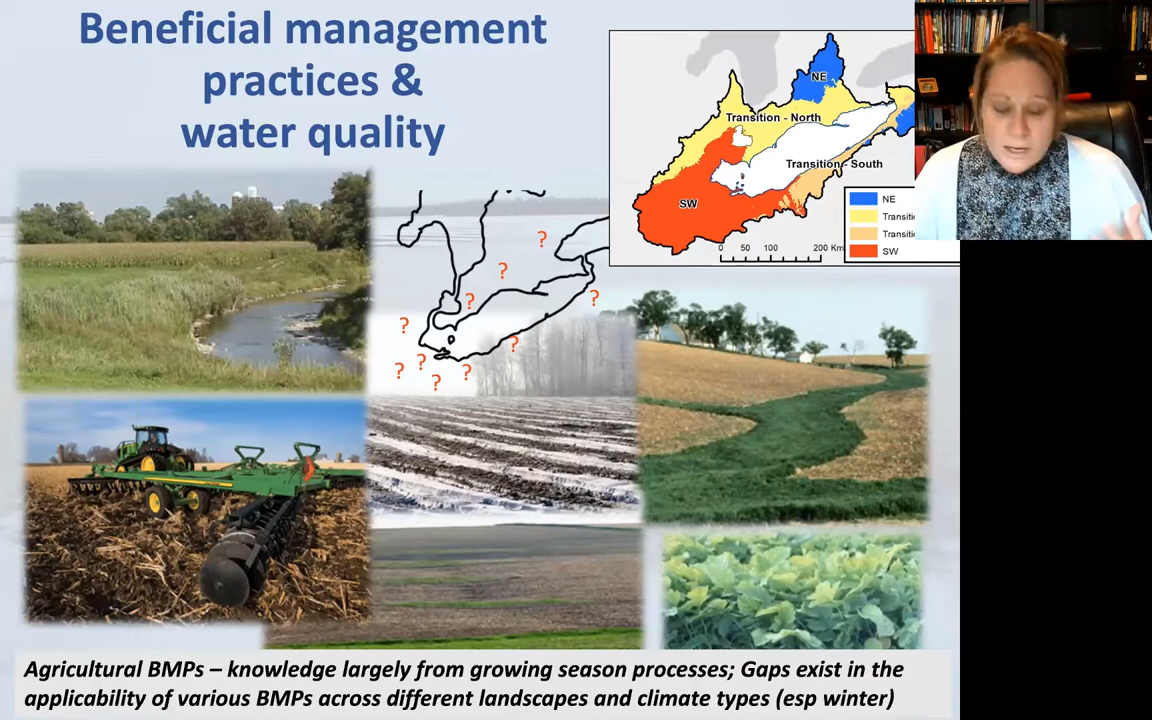 Beneficial management
practices &
water quality
NE
Transition - North
Transition - South
SW
NE
SW
0 50 100 200 Km
?
?
?
?
?
?
?
?
?
?
Agricultural BMPs – knowledge largely from growing season processes; Gaps exist in the
applicability of various BMPs across different landscapes and climate types (esp winter)